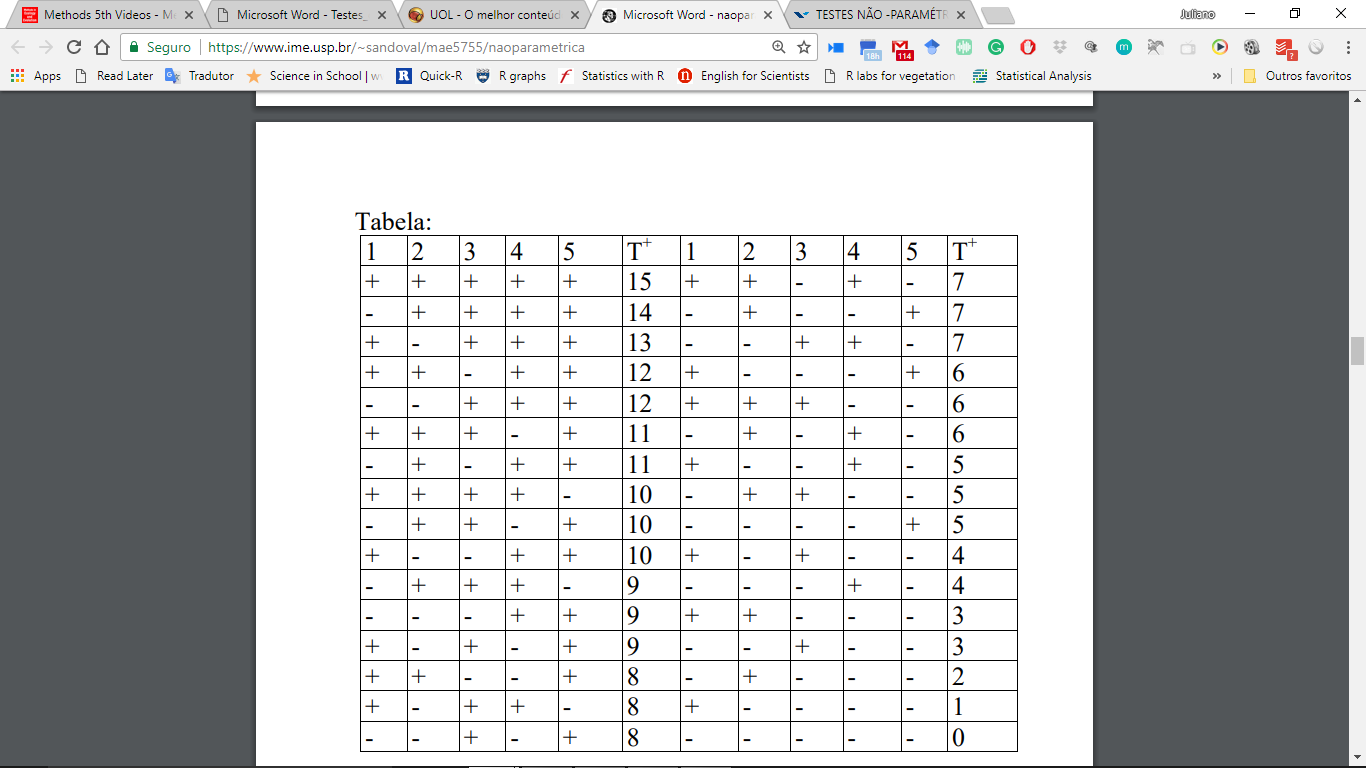 Methods 5th Videos - Me
Microsoft Word - Testes_
UOL - O melhor conteúd
Microsoft Word - naopar
TESTES NÃO -PARAMÉTR
Juliano
Seguro | https://www.ime.usp.br/~sandoval/mae5755/naoparametrica
18h
114
?
Apps Read Later Tradutor Science in School | w Quick-R R graphs Statistics with R English for Scientists R labs for vegetation Statistical Analysis » Outros favoritos
Tabela:
1 2 3 4 5 T+ 1 2 3 4 5 T+
+ + + + + 15 + + - + - 7
- + + + + 14 - + - - + 7
+ - + + + 13 - - + + - 7
+ + - + + 12 + - - - + 6
- - + + + 12 + + + - - 6
+ + + - + 11 - + - + - 6
- + - + + 11 + - - + - 5
+ + + + - 10 - + + - - 5
- + + - + 10 - - - - + 5
+ - - + + 10 + - + - - 4
- + + + - 9 - - - + - 4
- - - + + 9 + + - - - 3
+ - + - + 9 - - + - - 3
+ + - - + 8 - + - - - 2
+ - + + - 8 + - - - - 1
- - + - + 8 - - - - - 0